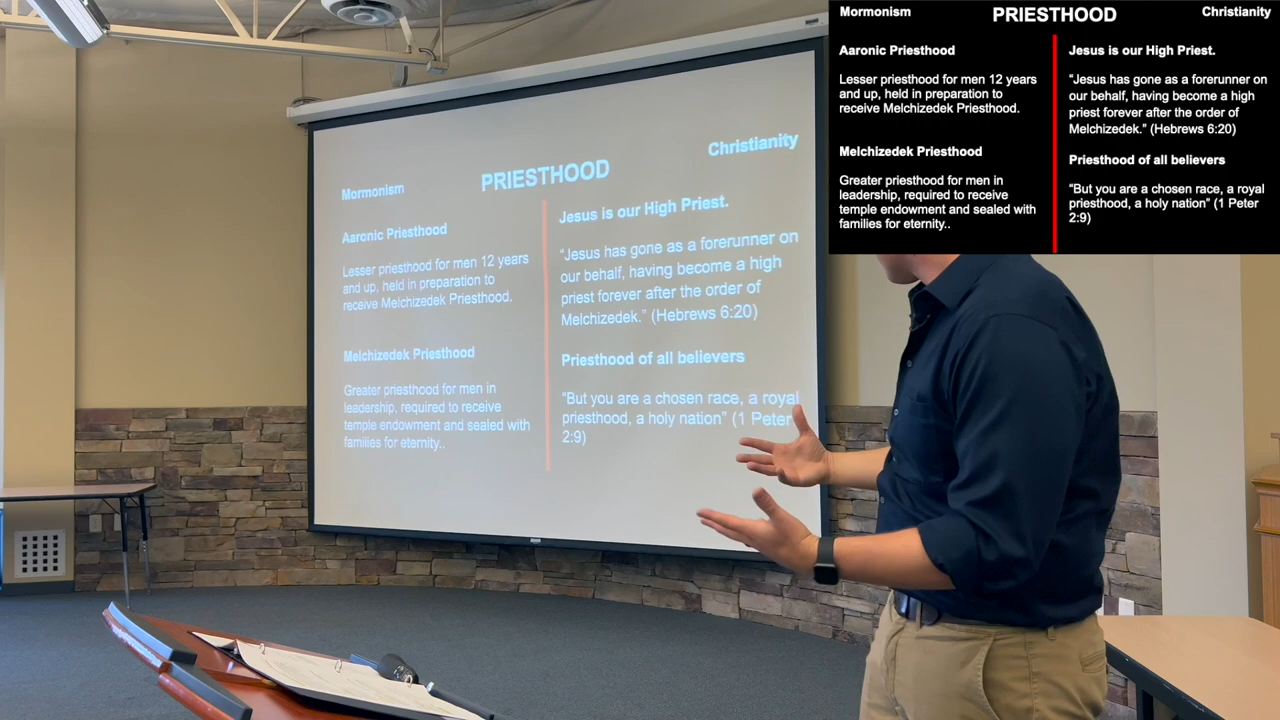 Mormonism
PRIESTHOOD
Christianity
Aaronic Priesthood
Lesser priesthood for men 12 years
and up, held in preparation to
receive Melchizedek Priesthood.
Melchizedek Priesthood
Greater priesthood for men in
leadership, required to receive
temple endowment and sealed with
families for eternity..
Jesus is our High Priest.
“Jesus has gone as a forerunner on
our behalf, having become a high
priest forever after the order of
Melchizedek.” (Hebrews 6:20)
Priesthood of all believers
“But you are a chosen race, a royal
priesthood, a holy nation” (1 Peter
2:9)
Mormonism
PRIESTHOOD
Christianity
Aaronic Priesthood
Lesser priesthood for men 12 years
and up, held in preparation to
receive Melchizedek Priesthood.
Melchizedek Priesthood
Greater priesthood for men in
leadership, required to receive
temple endowment and sealed with
families for eternity..
Jesus is our High Priest.
“Jesus has gone as a forerunner on
our behalf, having become a high
priest forever after the order of
Melchizedek.” (Hebrews 6:20)
Priesthood of all believers
“But you are a chosen race, a royal
priesthood, a holy nation” (1 Peter
2:9)